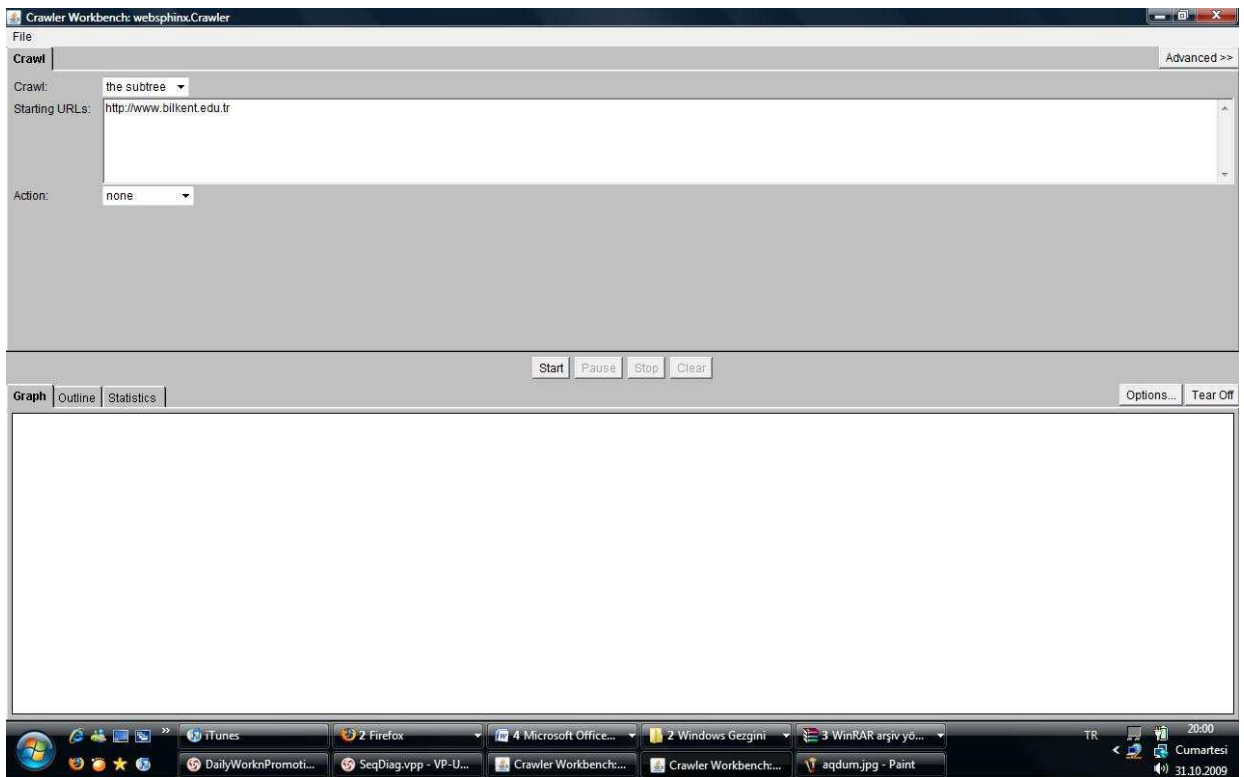 Crawler Workbench: websphinx.Crawler
File
Crawl
Advanced >>
Crawl: the subtree
Starting URLs: http://www.bilkent.edu.tr
Action: none
Start Pause Stop Clear
Graph Outline Statistics
Options... Tear Off
iTunes 2 Firefox 4 Microsoft Office... 2 Windows Gezgini 3 WinRAR arşiv yö... TR 20:00
Cumartesi
DailyWorknPromoti... SeqDiag.vpp - VP-U... Crawler Workbench:... Crawler Workbench:... aqdum.jpg - Paint 31.10.2009